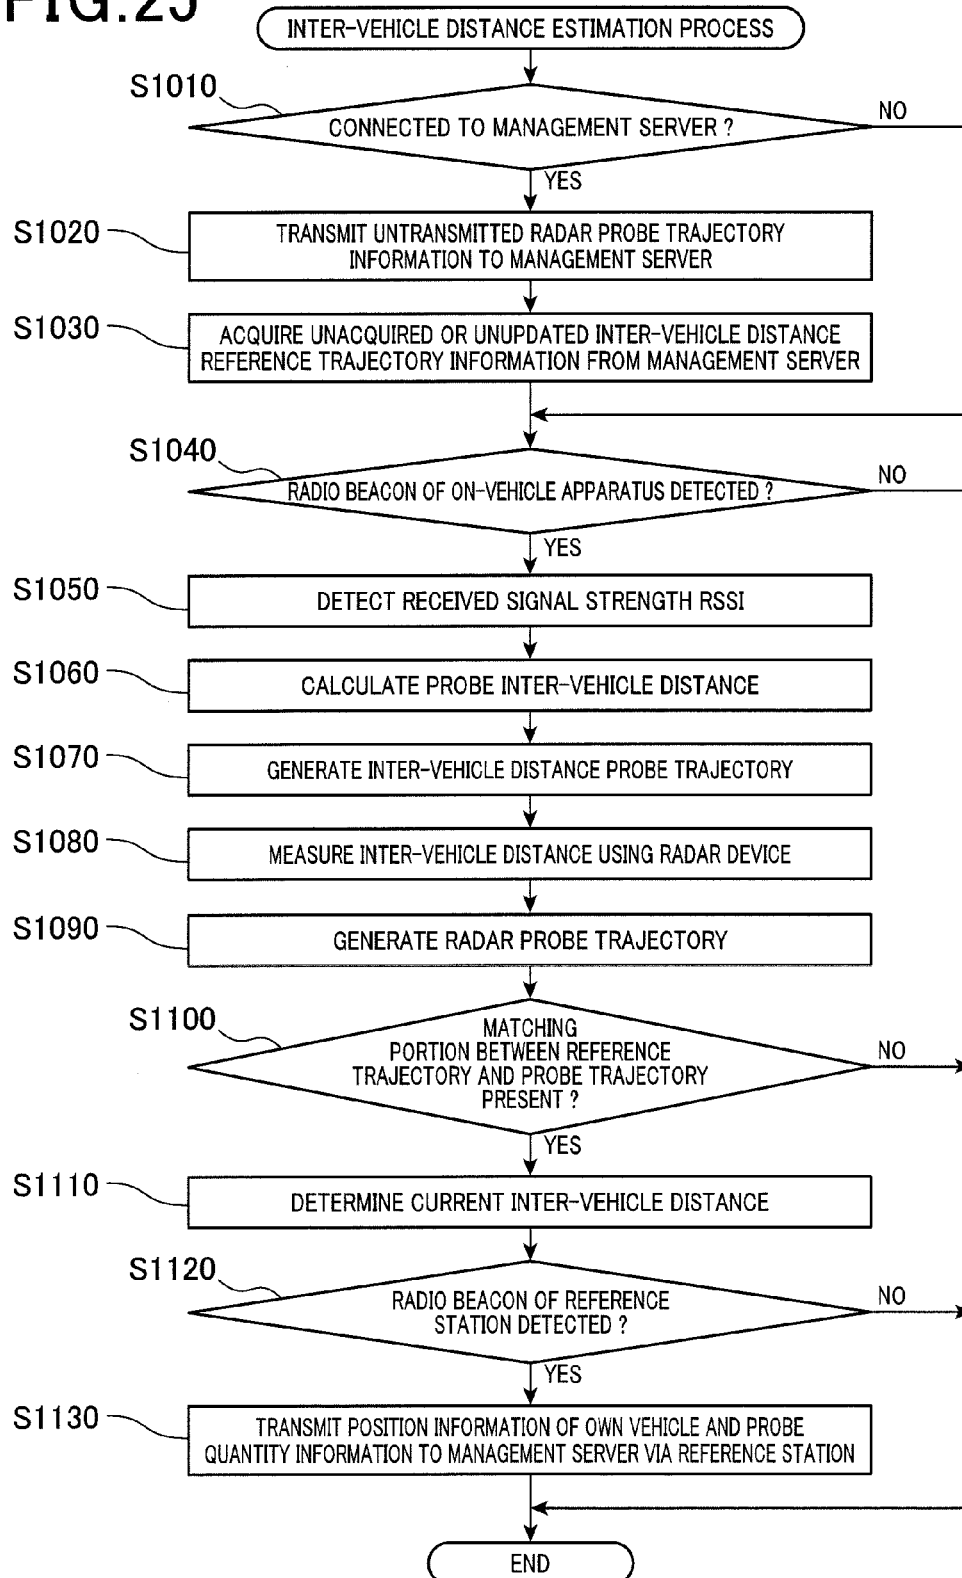 FIG.25
INTER-VEHICLE DISTANCE ESTIMATION PROCESS
S1010
CONNECTED TO MANAGEMENT SERVER ?
NO
YES
S1020
TRANSMIT UNTRANSMITTED RADAR PROBE TRAJECTORY
INFORMATION TO MANAGEMENT SERVER
S1030
ACQUIRE UNACQUIRED OR UNUPDATED INTER-VEHICLE DISTANCE
REFERENCE TRAJECTORY INFORMATION FROM MANAGEMENT SERVER
S1040
RADIO BEACON OF ON-VEHICLE APPARATUS DETECTED ?
NO
YES
S1050
DETECT RECEIVED SIGNAL STRENGTH RSSI
S1060
CALCULATE PROBE INTER-VEHICLE DISTANCE
S1070
GENERATE INTER-VEHICLE DISTANCE PROBE TRAJECTORY
S1080
MEASURE INTER-VEHICLE DISTANCE USING RADAR DEVICE
S1090
GENERATE RADAR PROBE TRAJECTORY
S1100
MATCHING
PORTION BETWEEN REFERENCE
TRAJECTORY AND PROBE TRAJECTORY
PRESENT ?
NO
YES
S1110
DETERMINE CURRENT INTER-VEHICLE DISTANCE
S1120
RADIO BEACON OF REFERENCE
STATION DETECTED ?
NO
YES
S1130
TRANSMIT POSITION INFORMATION OF OWN VEHICLE AND PROBE
QUANTITY INFORMATION TO MANAGEMENT SERVER VIA REFERENCE STATION
END